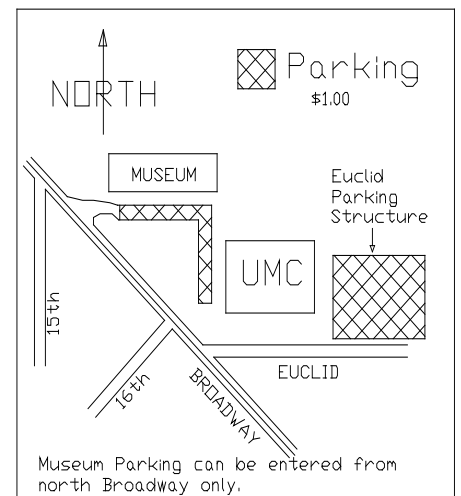 NORTH
Parking
$1.00
MUSEUM
Euclid
Parking
Structure
UMC
15th
16th
BROADWAY
EUCLID
Museum Parking can be entered from
north Broadway only.